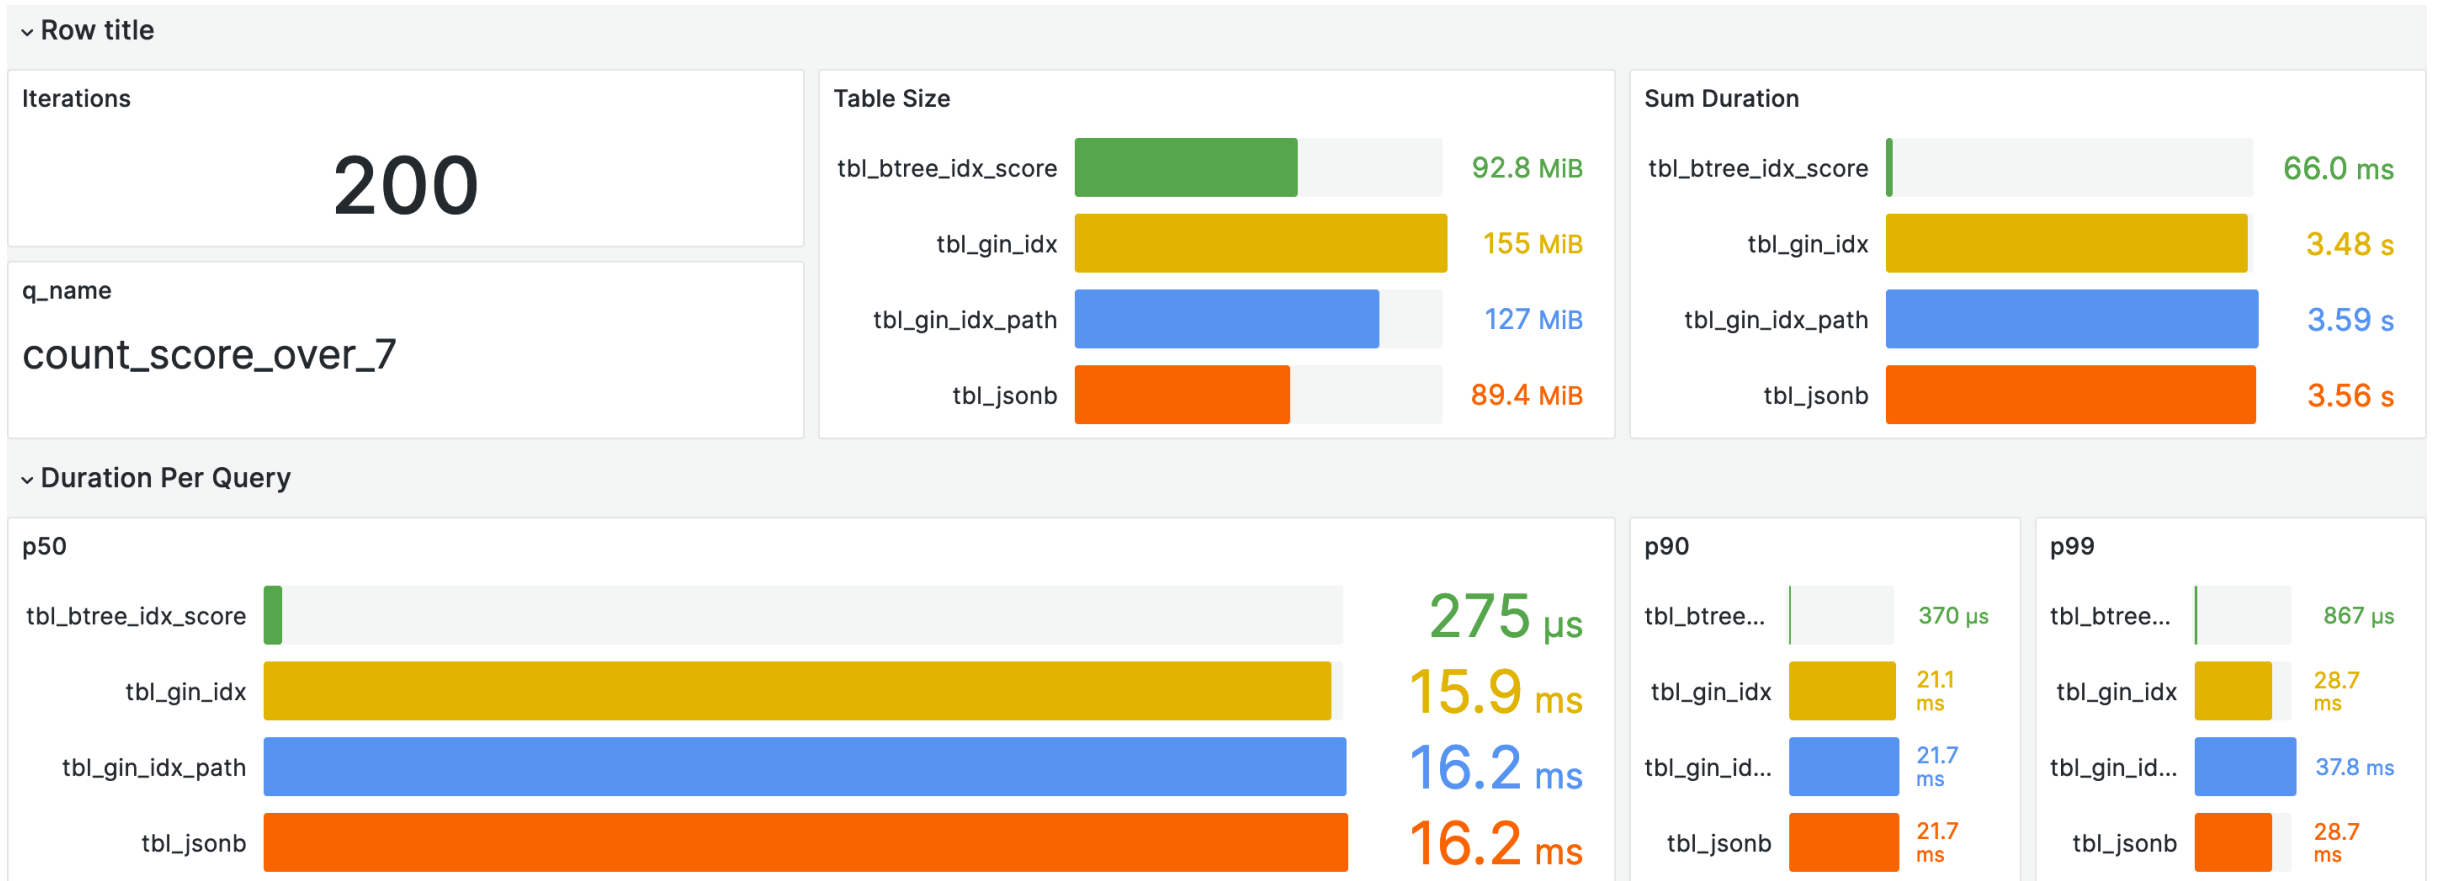 Row title
Iterations
200
q_name
count_score_over_7
Table Size
tbl_btree_idx_score 92.8 MiB
tbl_gin_idx 155 MiB
tbl_gin_idx_path 127 MiB
tbl_jsonb 89.4 MiB
Sum Duration
tbl_btree_idx_score 66.0 ms
tbl_gin_idx 3.48 s
tbl_gin_idx_path 3.59 s
tbl_jsonb 3.56 s
Duration Per Query
p50
tbl_btree_idx_score 275 µs
tbl_gin_idx 15.9 ms
tbl_gin_idx_path 16.2 ms
tbl_jsonb 16.2 ms
p90
tbl_btree... 370 µs
tbl_gin_idx 21.1 ms
tbl_gin_id... 21.7 ms
tbl_jsonb 21.7 ms
p99
tbl_btree... 867 µs
tbl_gin_idx 28.7 ms
tbl_gin_id... 37.8 ms
tbl_jsonb 28.7 ms